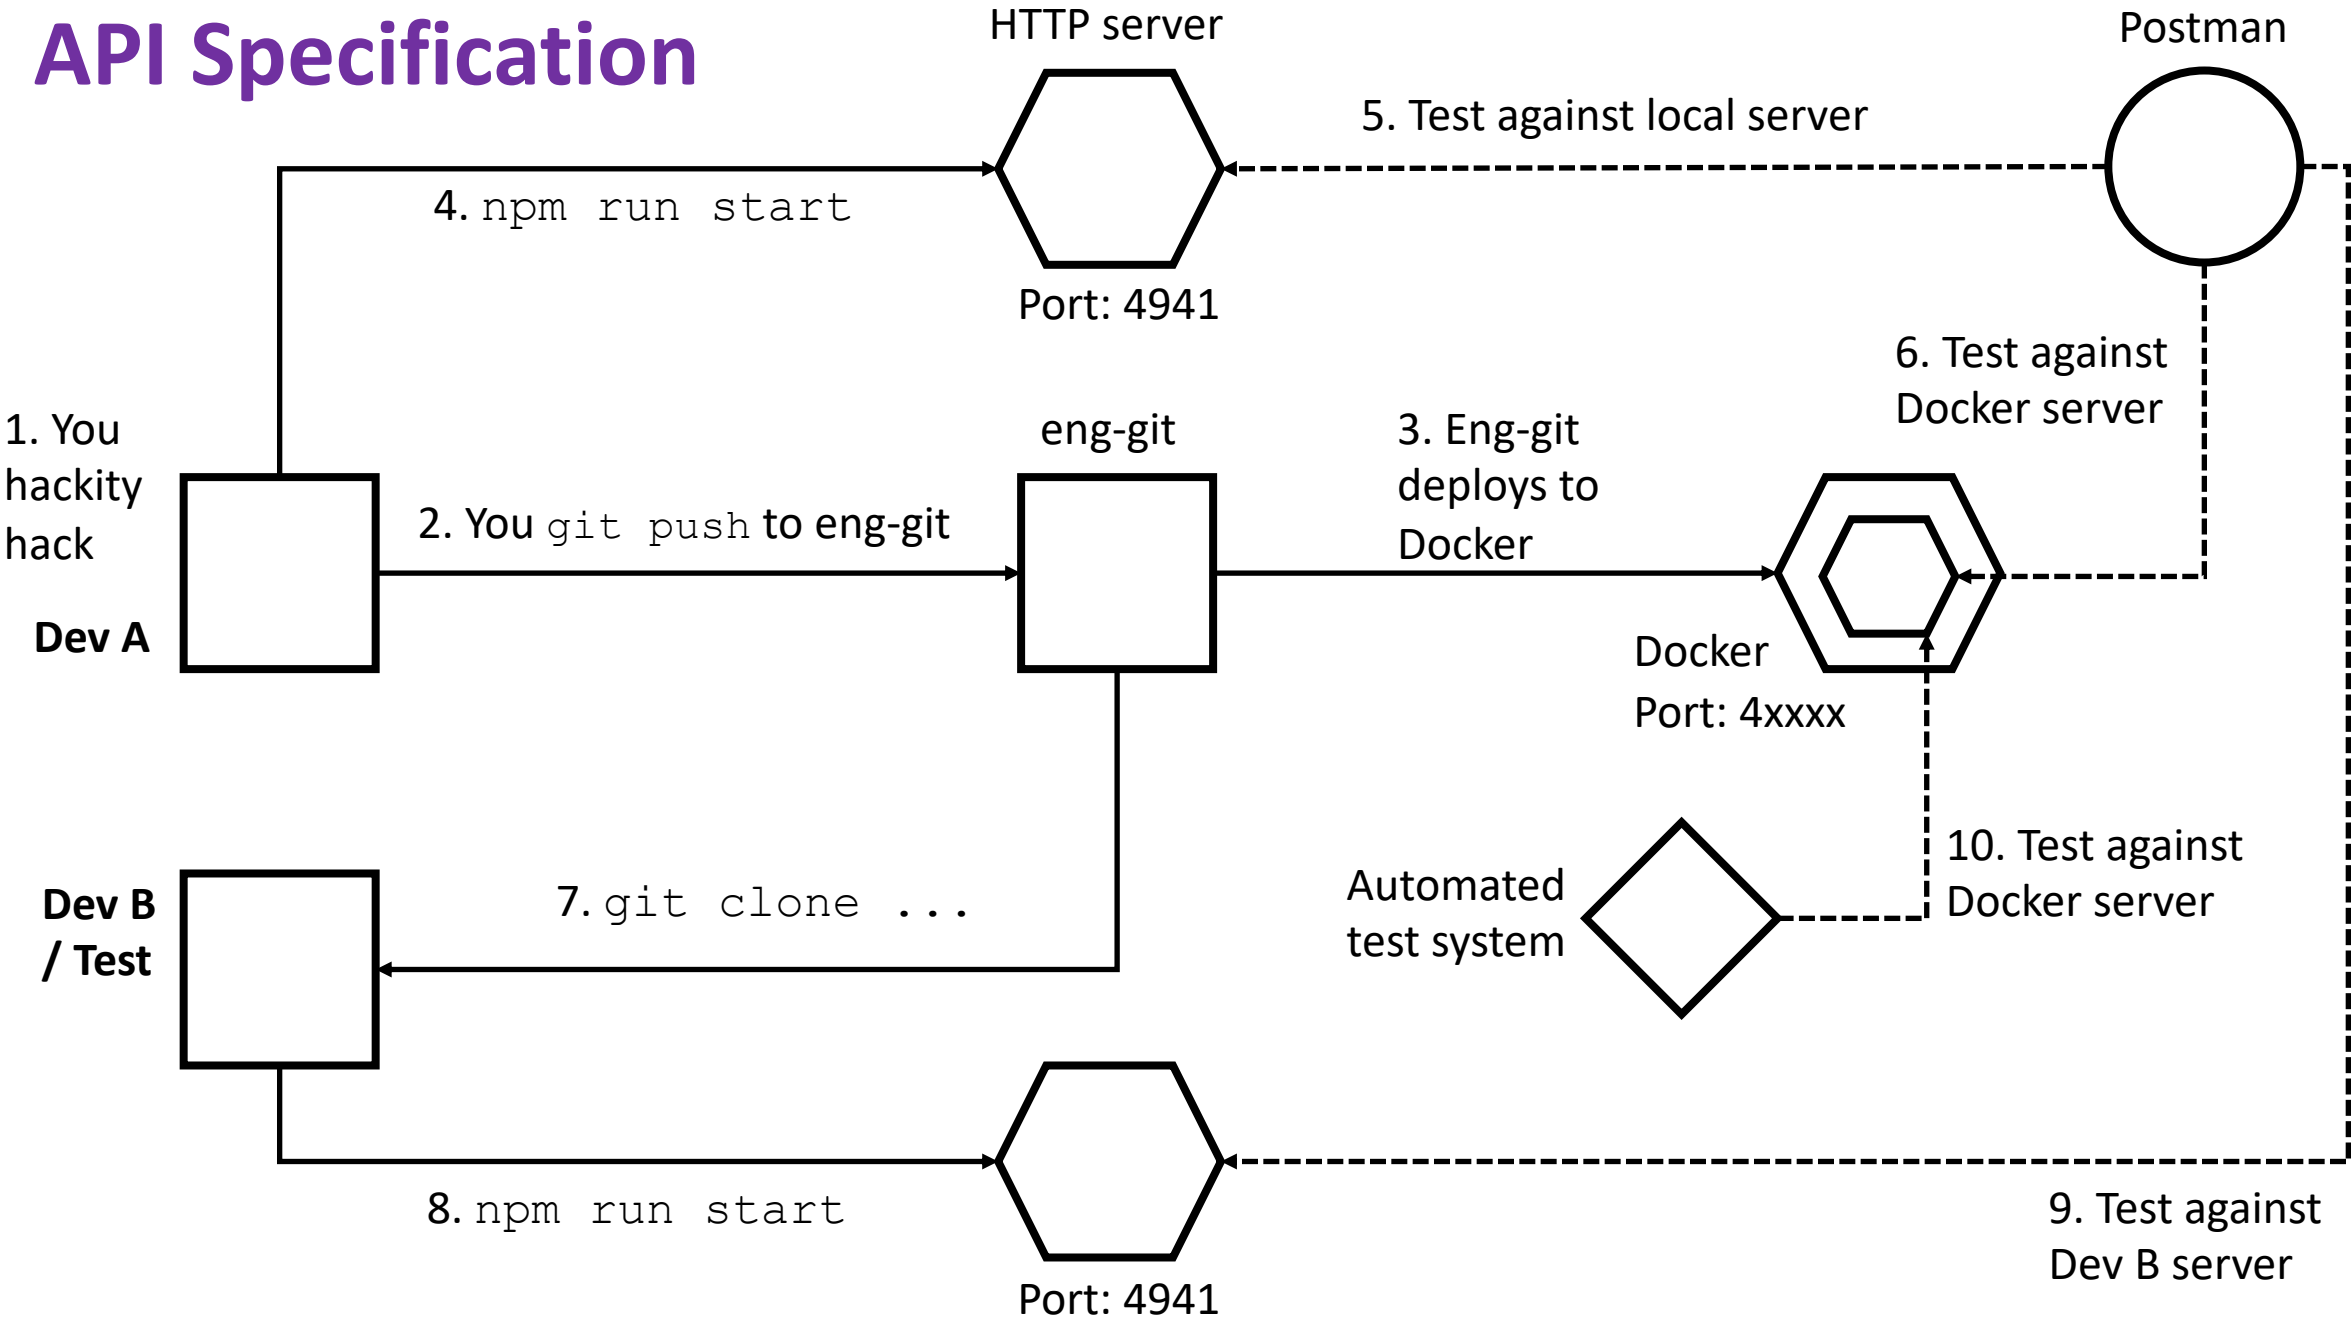 API Specification
HTTP server
Postman
5. Test against local server
4. npm run start
Port: 4941
6. Test against
Docker server
1. You
hackity
hack
eng-git
3. Eng-git
deploys to
Docker
2. You git push to eng-git
Dev A
Docker
Port: 4xxxx
10. Test against
Docker server
Automated
test system
Dev B
/ Test
7. git clone ...
8. npm run start
9. Test against
Dev B server
Port: 4941